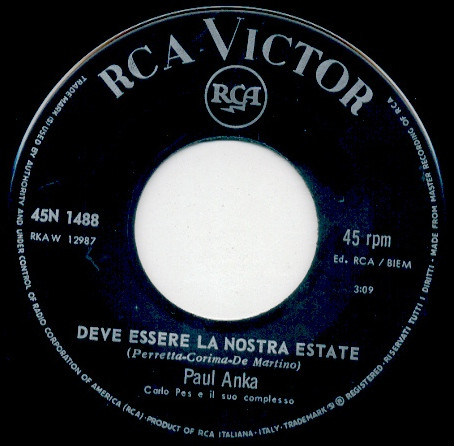 RCA VICTOR
RCA
45N 1488
RKAW 12987
45 rpm
Ed. RCA / BIEM
3:09
DEVE ESSERE LA NOSTRA ESTATE
(Perretta-Corima-De Martino)
Paul Anka
Carlo Pes e il suo complesso
TRADEMARK (S) USED BY AUTHORITY AND UNDER CONTROL OF RADIO CORPORATION OF AMERICA (RCA) · PRODUCT OF RCA ITALIANA - ITALY - TRADEMARK ® REGISTERED · RISERVATI TUTTI I DIRITTI · MADE FROM MASTER RECORDING OF RCA